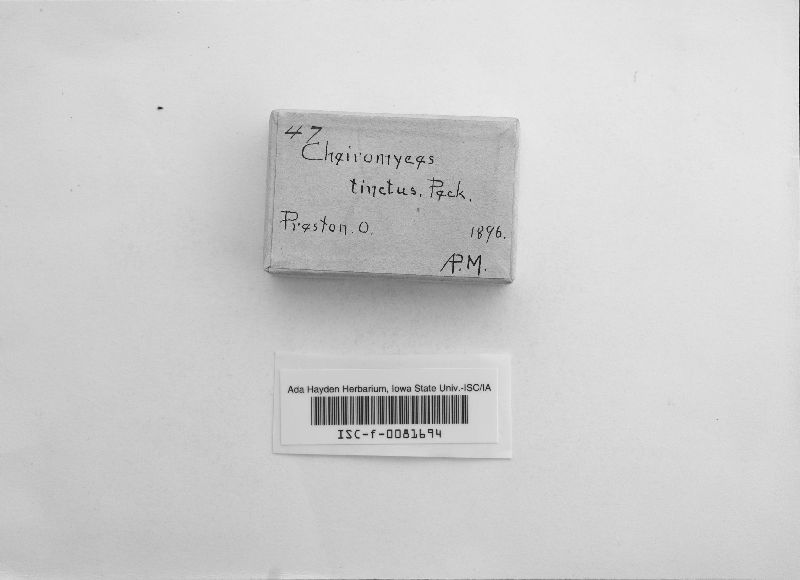 47
Cheiromyces
tinctus. Peck.
Preston. O. 1896.
A.P.M.
Ada Hayden Herbarium, Iowa State Univ.-ISC/IA
ISC-f-0081694